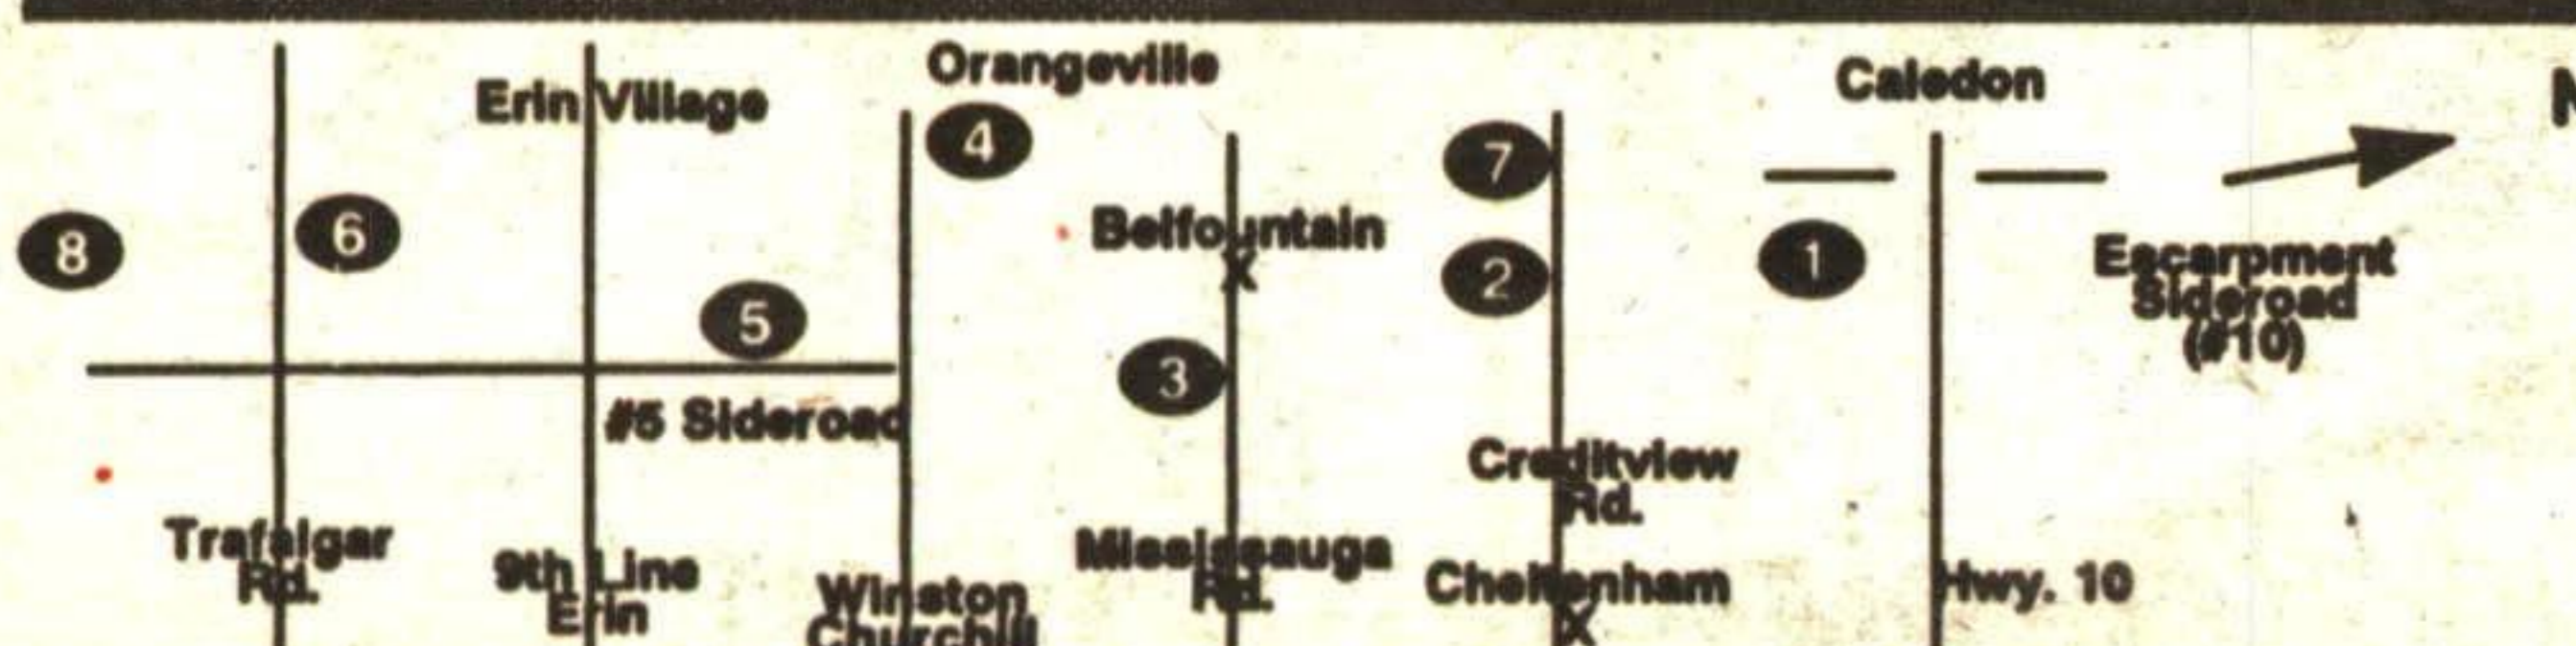 Orangeville
Caledon
Erin Village
4
7
Belfountain
X
6
8
2
1
Escarpment
Sideroad
(#10)
5
3
#5 Sideroad
Creditview
Rd.
Trafalgar
Rd.
9th Line
Erin
Mississauga
Rd.
Cheltenham
X
Hwy. 10
Winston
Churchill